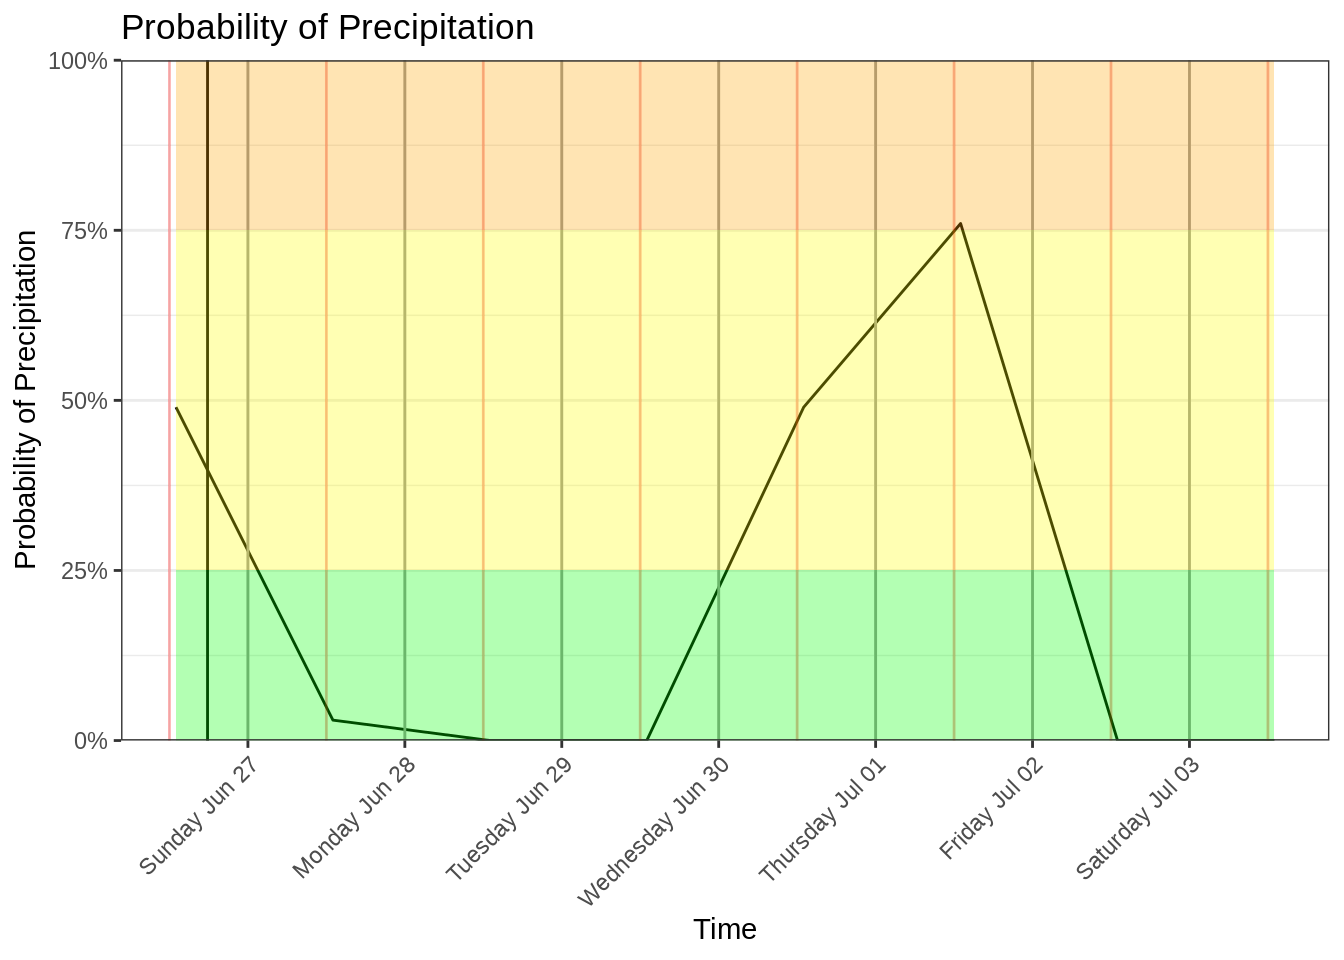 Probability of Precipitation
Probability of Precipitation
100%
75%
50%
25%
0%
Sunday Jun 27
Monday Jun 28
Tuesday Jun 29
Wednesday Jun 30
Thursday Jul 01
Friday Jul 02
Saturday Jul 03
Time